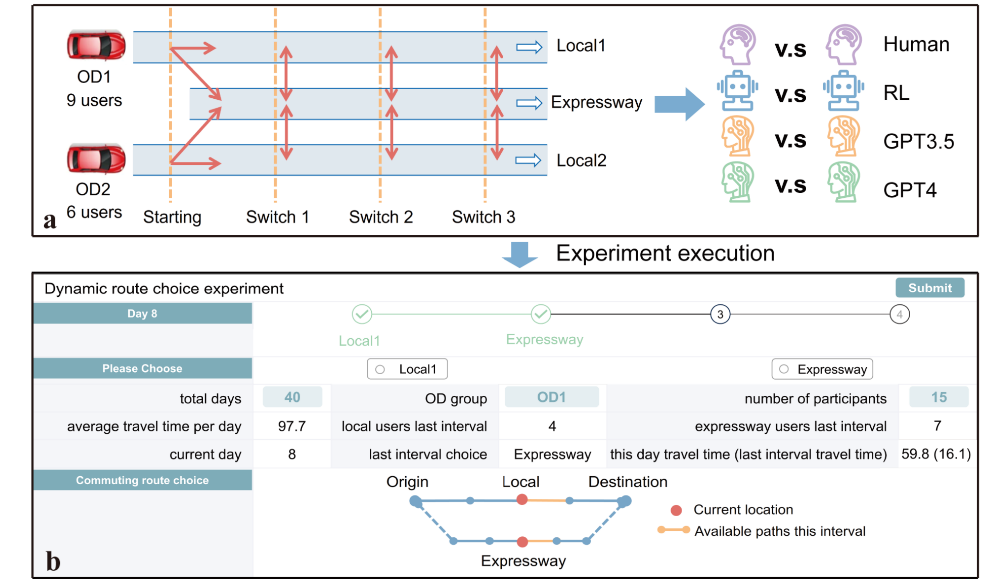 OD1
9 users
OD2
6 users
Local1
Expressway
Local2
Starting
Switch 1
Switch 2
Switch 3
v.s
Human
v.s
RL
v.s
GPT3.5
v.s
GPT4
a
Experiment execution
Dynamic route choice experiment
Submit
Day 8
3
4
Local1
Expressway
Please Choose
Local1
Expressway
total days
40
OD group
OD1
number of participants
15
average travel time per day
97.7
local users last interval
4
expressway users last interval
7
current day
8
last interval choice
Expressway
this day travel time (last interval travel time)
59.8 (16.1)
Commuting route choice
Origin
Local
Destination
Expressway
Current location
Available paths this interval
b